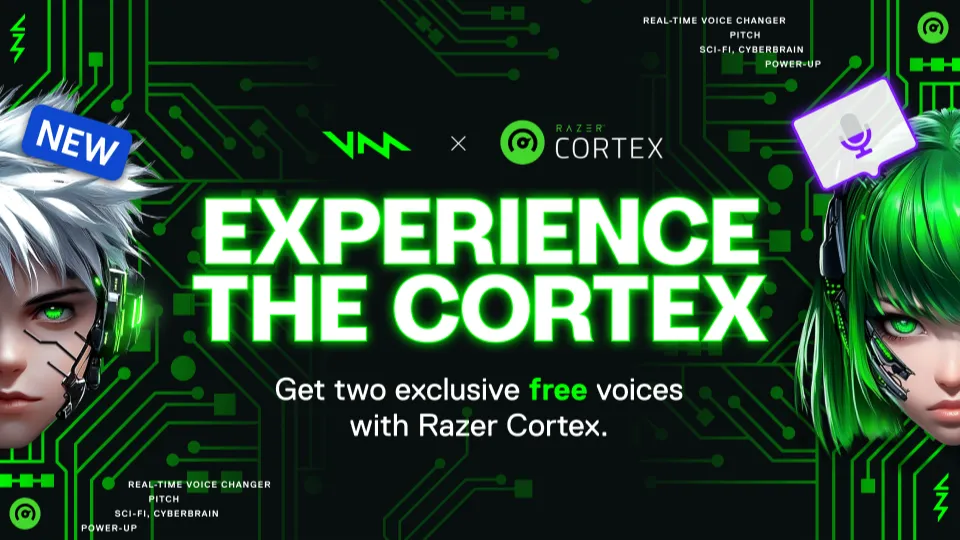 REAL-TIME VOICE CHANGER
PITCH
SCI-FI, CYBERBRAIN
POWER-UP
NEW
VM × RAZER CORTEX
EXPERIENCE
THE CORTEX
Get two exclusive free voices
with Razer Cortex.
REAL-TIME VOICE CHANGER
PITCH
SCI-FI, CYBERBRAIN
POWER-UP